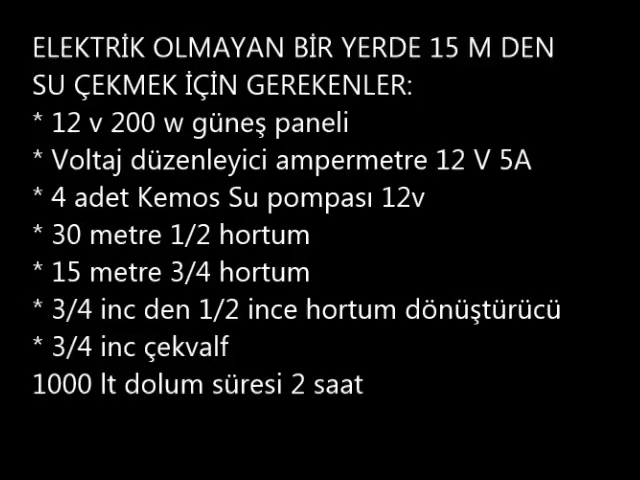 ELEKTRİK OLMAYAN BİR YERDE 15 M DEN
SU ÇEKMEK İÇİN GEREKENLER:
* 12 v 200 w güneş paneli
* Voltaj düzenleyici ampermetre 12 V 5A
* 4 adet Kemos Su pompası 12v
* 30 metre 1/2 hortum
* 15 metre 3/4 hortum
* 3/4 inc den 1/2 ince hortum dönüştürücü
* 3/4 inc çekvalf
1000 lt dolum süresi 2 saat